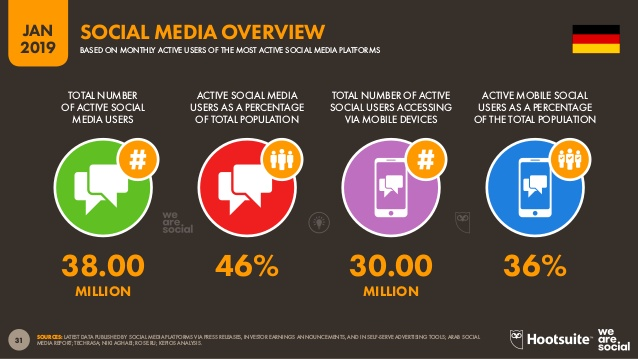 JAN
2019
SOCIAL MEDIA OVERVIEW
BASED ON MONTHLY ACTIVE USERS OF THE MOST ACTIVE SOCIAL MEDIA PLATFORMS
TOTAL NUMBER
OF ACTIVE SOCIAL
MEDIA USERS
ACTIVE SOCIAL MEDIA
USERS AS A PERCENTAGE
OF TOTAL POPULATION
TOTAL NUMBER OF ACTIVE
SOCIAL USERS ACCESSING
VIA MOBILE DEVICES
ACTIVE MOBILE SOCIAL
USERS AS A PERCENTAGE
OF THE TOTAL POPULATION
#
#
we
are
social
38.00
MILLION
46%
30.00
MILLION
36%
31
SOURCES: LATEST DATA PUBLISHED BY SOCIAL MEDIA PLATFORMS VIA PRESS RELEASES, INVESTOR EARNINGS ANNOUNCEMENTS, AND IN SELF-SERVE ADVERTISING TOOLS; ARAB SOCIAL
MEDIA REPORT; TECHRASA; NIKI AGHAEI; ROSE.RU; KEPIOS ANALYSIS.
Hootsuite™
we
are
social